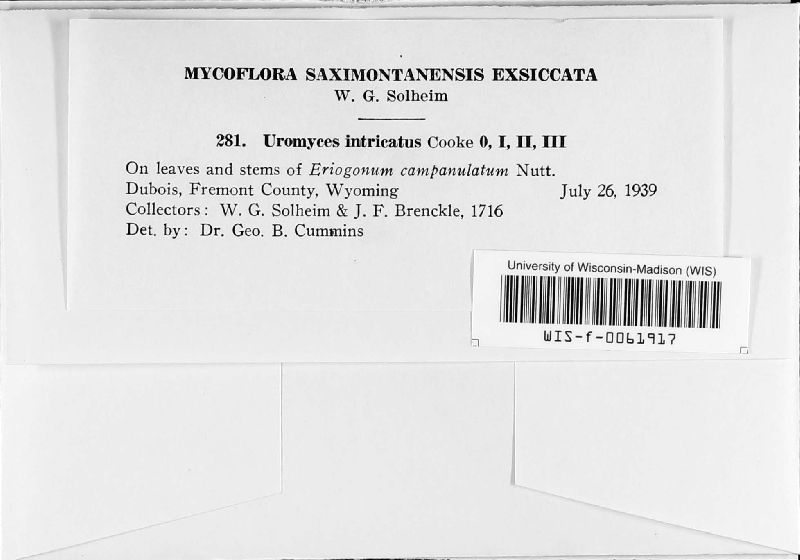 MYCOFLORA SAXIMONTANENSIS EXSICCATA
W. G. Solheim
281. Uromyces intricatus Cooke 0, I, II, III
On leaves and stems of Eriogonum campanulatum Nutt.
Dubois, Fremont County, Wyoming July 26, 1939
Collectors: W. G. Solheim & J. F. Brenckle, 1716
Det. by: Dr. Geo. B. Cummins
University of Wisconsin-Madison (WIS)
WIS-f-0061917